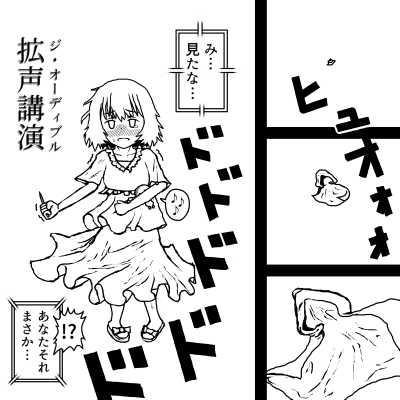 ヒュオォォ
み…
見たな…
ドドドドド
ジ・オーディブル
拡声講演
!?
あなたそれ
まさか…